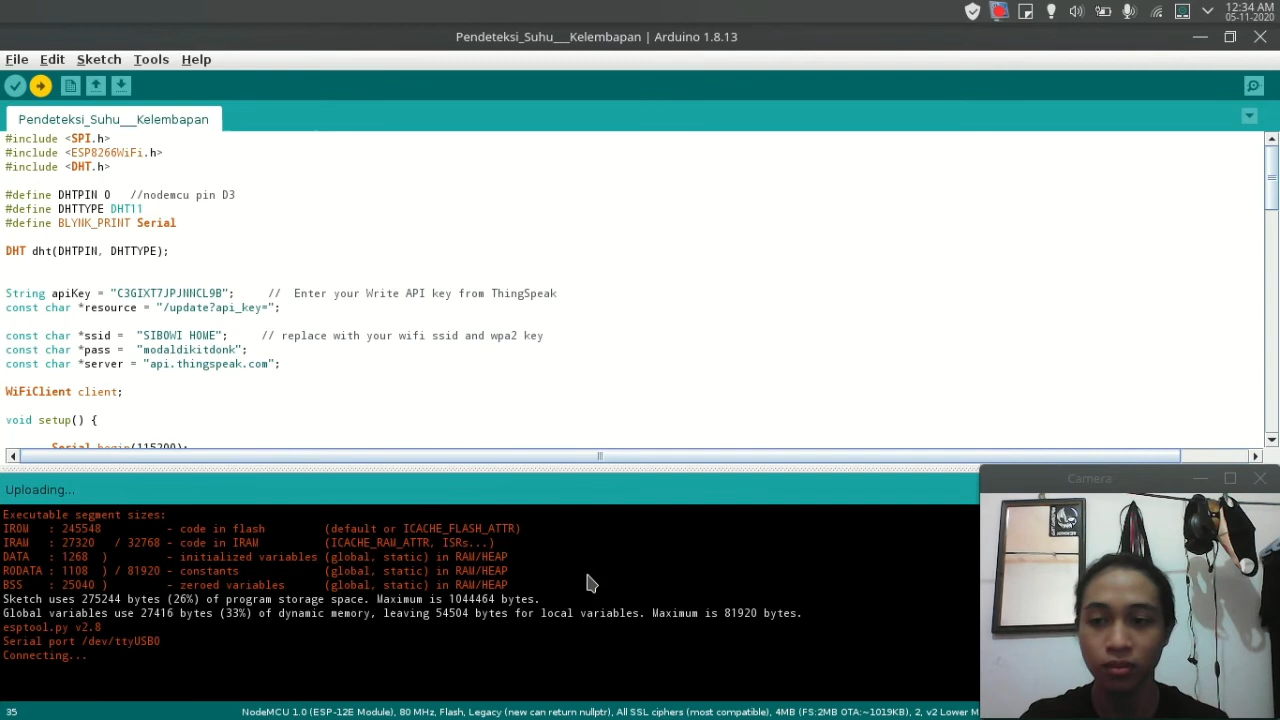 12:34 AM
05-11-2020
Pendeteksi_Suhu___Kelembapan | Arduino 1.8.13
File Edit Sketch Tools Help
Pendeteksi_Suhu___Kelembapan
#include <SPI.h>
#include <ESP8266WiFi.h>
#include <DHT.h>
#define DHTPIN 0 //nodemcu pin D3
#define DHTTYPE DHT11
#define BLYNK_PRINT Serial
DHT dht(DHTPIN, DHTTYPE);
String apiKey = "C3GIXT7JPJNNCL9B"; // Enter your Write API key from ThingSpeak
const char *resource = "/update?api_key=";
const char *ssid = "SIBOWI HOME"; // replace with your wifi ssid and wpa2 key
const char *pass = "modaldikitdonk";
const char *server = "api.thingspeak.com";
WiFiClient client;
void setup() {
Serial.begin(115200);
Uploading...
Executable segment sizes:
IROM : 245548 - code in flash (default or ICACHE_FLASH_ATTR)
IRAM : 27320 / 32768 - code in IRAM (ICACHE_RAM_ATTR, ISRs...)
DATA : 1268 ) - initialized variables (global, static) in RAM/HEAP
RODATA : 1108 ) / 81920 - constants (global, static) in RAM/HEAP
BSS : 25040 ) - zeroed variables (global, static) in RAM/HEAP
Sketch uses 275244 bytes (26%) of program storage space. Maximum is 1044464 bytes.
Global variables use 27416 bytes (33%) of dynamic memory, leaving 54504 bytes for local variables. Maximum is 81920 bytes.
esptool.py v2.8
Serial port /dev/ttyUSB0
Connecting...
Camera
35 NodeMCU 1.0 (ESP-12E Module), 80 MHz, Flash, Legacy (new can return nullptr), All SSL ciphers (most compatible), 4MB (FS:2MB OTA:~1019KB), 2, v2 Lower M